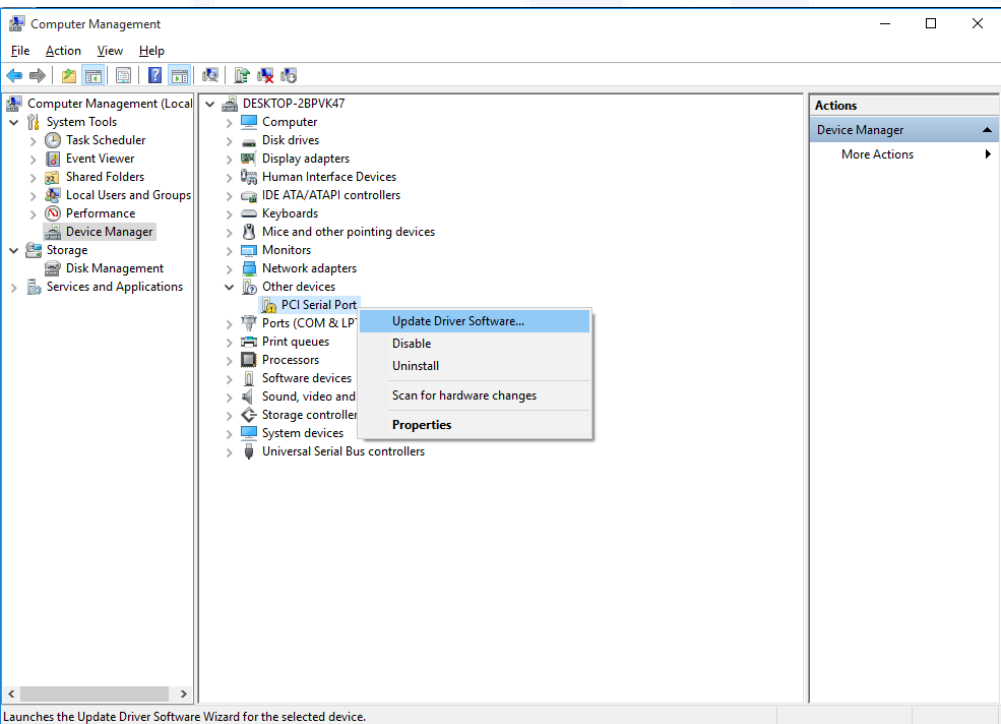 Computer Management
File Action View Help
Computer Management (Local
System Tools
Task Scheduler
Event Viewer
Shared Folders
Local Users and Groups
Performance
Device Manager
Storage
Disk Management
Services and Applications
DESKTOP-2BPVK47
Computer
Disk drives
Display adapters
Human Interface Devices
IDE ATA/ATAPI controllers
Keyboards
Mice and other pointing devices
Monitors
Network adapters
Other devices
PCI Serial Port
Ports (COM & LP
Print queues
Processors
Software devices
Sound, video and
Storage controller
System devices
Universal Serial Bus controllers
Update Driver Software...
Disable
Uninstall
Scan for hardware changes
Properties
Actions
Device Manager
More Actions
Launches the Update Driver Software Wizard for the selected device.